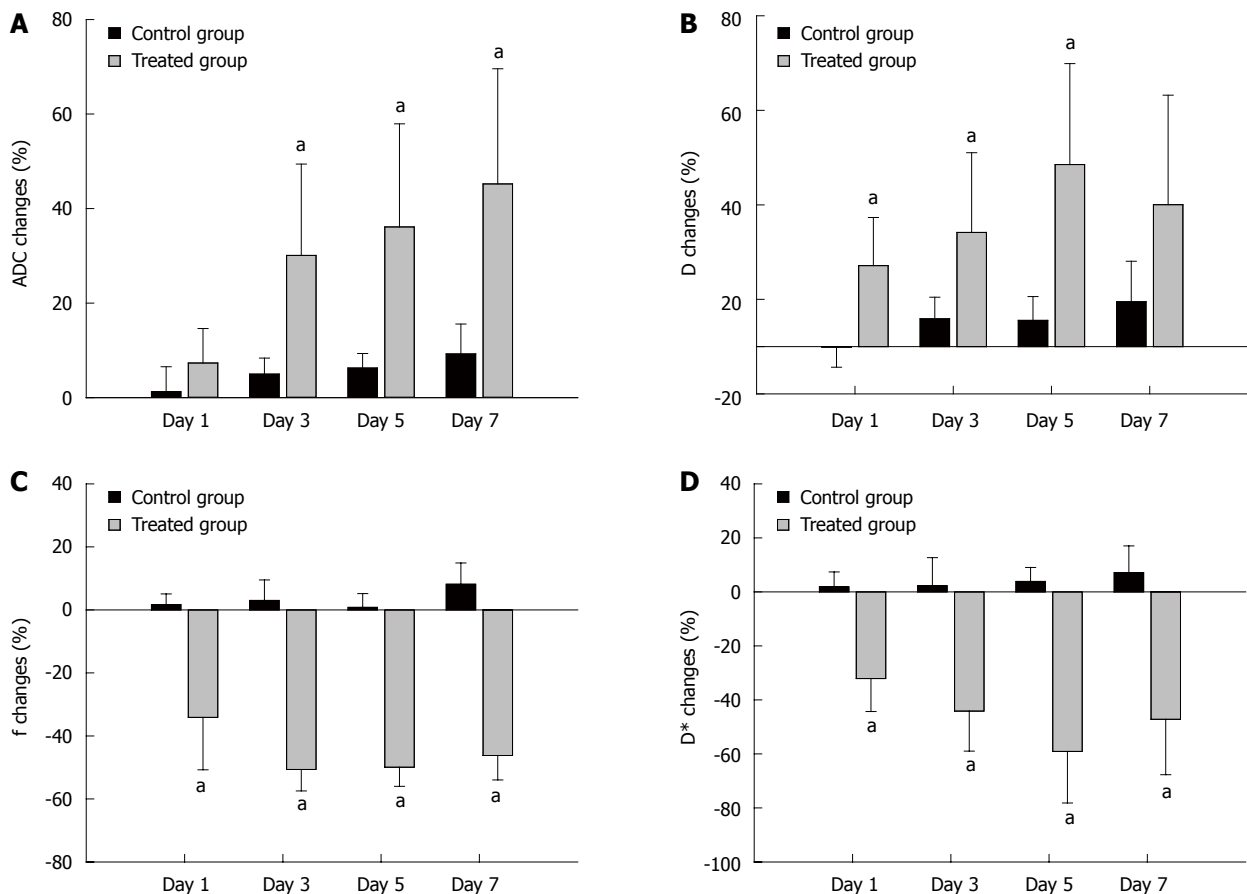 A
80
60
40
20
0
ADC changes (%)
Control group
Treated group
a
a
a
Day 1 Day 3 Day 5 Day 7
B
80
60
40
20
-20
D changes (%)
Control group
Treated group
a
a
a
Day 1 Day 3 Day 5 Day 7
C
40
20
0
-20
-40
-60
-80
f changes (%)
Control group
Treated group
a
a
a
a
Day 1 Day 3 Day 5 Day 7
D
40
20
0
-20
-40
-60
-80
-100
D* changes (%)
Control group
Treated group
a
a
a
a
Day 1 Day 3 Day 5 Day 7